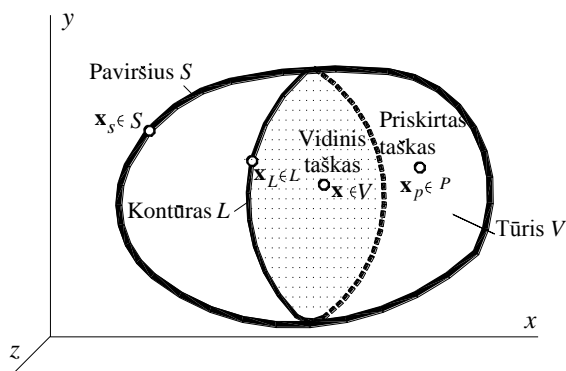 y
Paviršius S
x_s ∈ S
Vidinis
taškas
Priskirtas
taškas
x_L ∈ L
x ∈ V
x_p ∈ P
Kontūras L
Tūris V
x
z